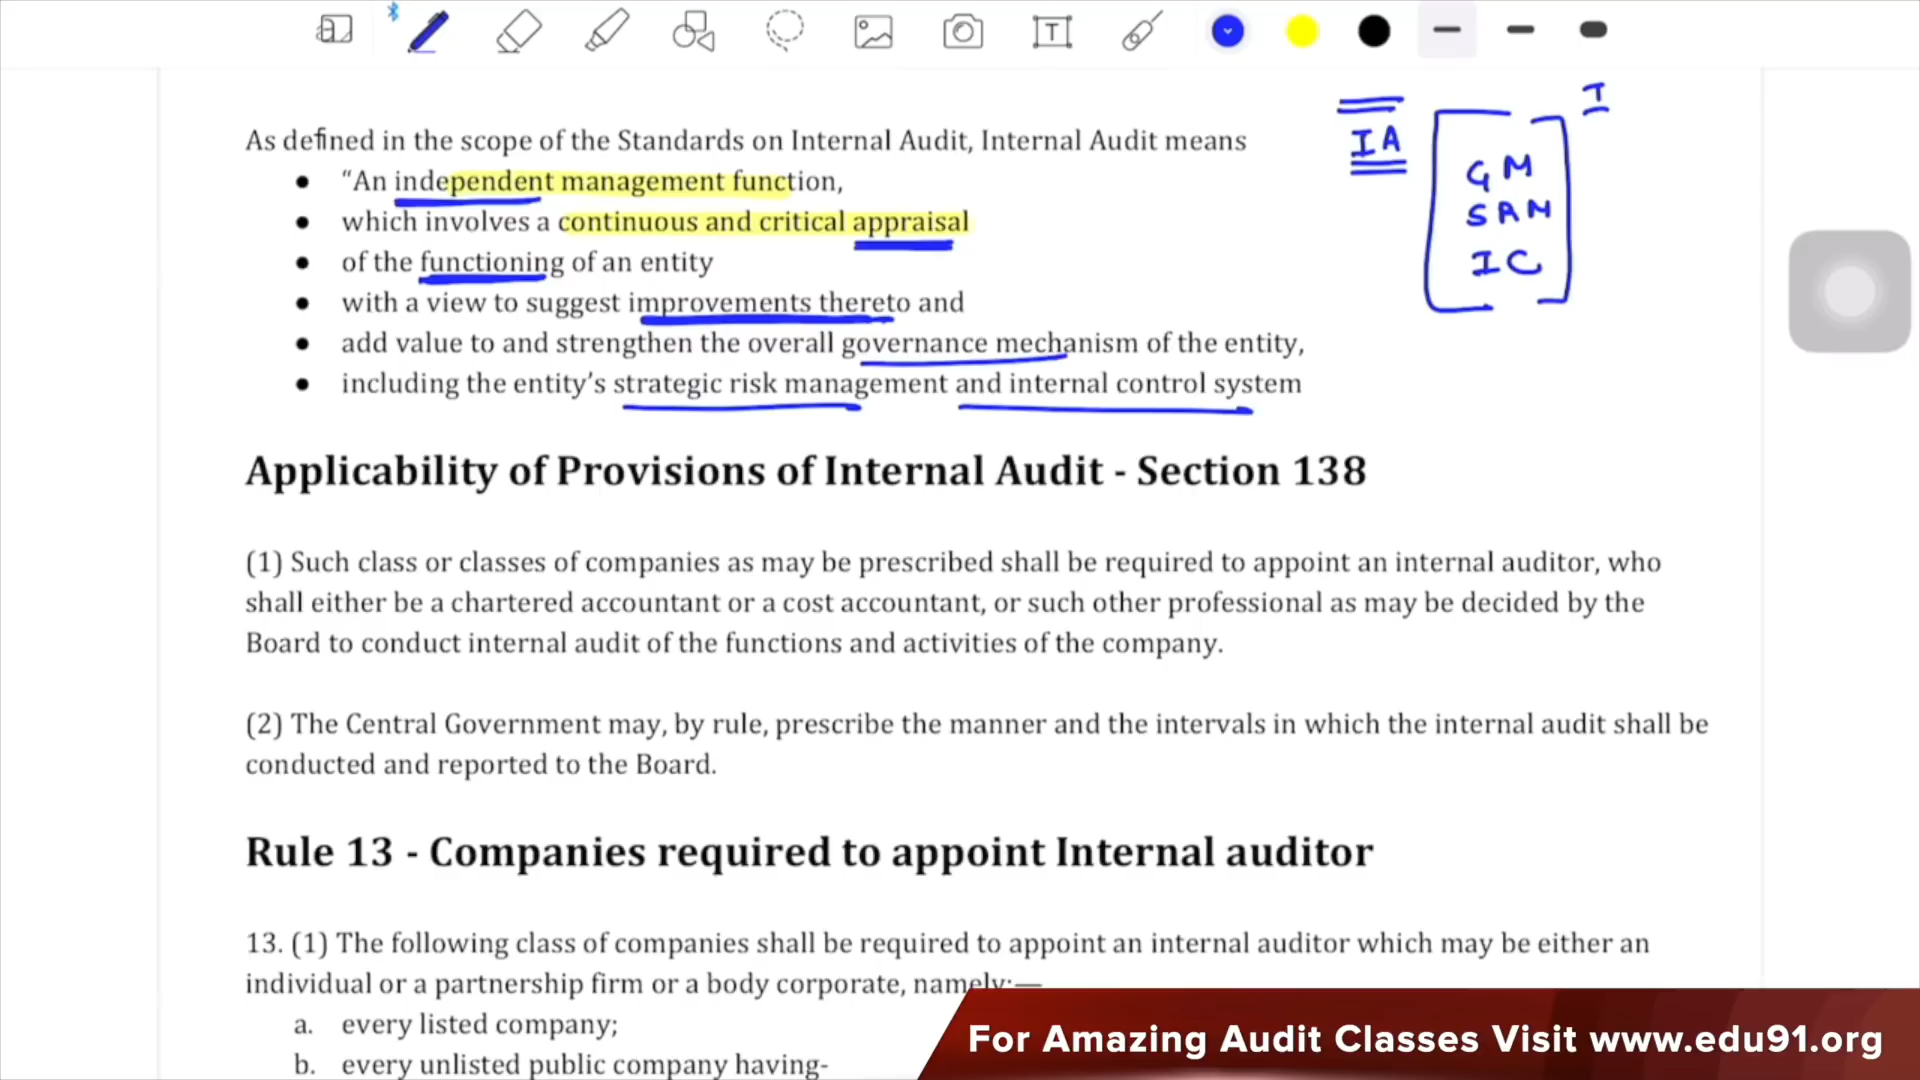 As defined in the scope of the Standards on Internal Audit, Internal Audit means
● “An independent management function,
● which involves a continuous and critical appraisal
● of the functioning of an entity
● with a view to suggest improvements thereto and
● add value to and strengthen the overall governance mechanism of the entity,
● including the entity’s strategic risk management and internal control system
IA
I
GM
SRM
IC
Applicability of Provisions of Internal Audit - Section 138
(1) Such class or classes of companies as may be prescribed shall be required to appoint an internal auditor, who
shall either be a chartered accountant or a cost accountant, or such other professional as may be decided by the
Board to conduct internal audit of the functions and activities of the company.
(2) The Central Government may, by rule, prescribe the manner and the intervals in which the internal audit shall be
conducted and reported to the Board.
Rule 13 - Companies required to appoint Internal auditor
13. (1) The following class of companies shall be required to appoint an internal auditor which may be either an
individual or a partnership firm or a body corporate, namely:—
a. every listed company;
b. every unlisted public company having-
For Amazing Audit Classes Visit www.edu91.org